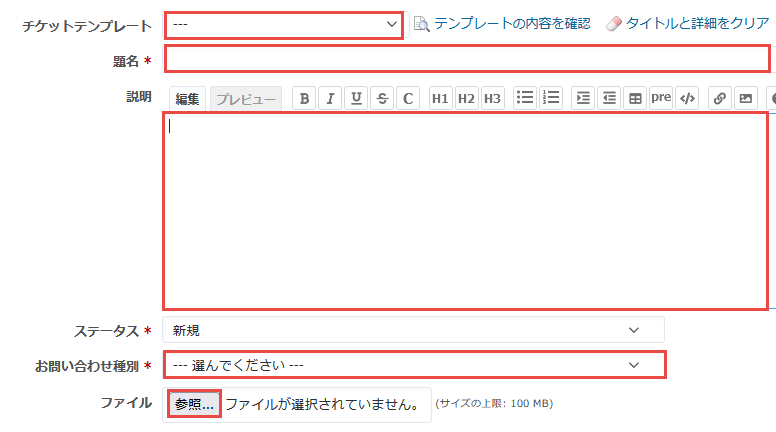 チケットテンプレート --- テンプレートの内容を確認 タイトルと詳細をクリア
題名 *
説明 編集 プレビュー B I U S C H1 H2 H3 pre </>
ステータス * 新規
お問い合わせ種別 * --- 選んでください ---
ファイル 参照... ファイルが選択されていません。 (サイズの上限: 100 MB)